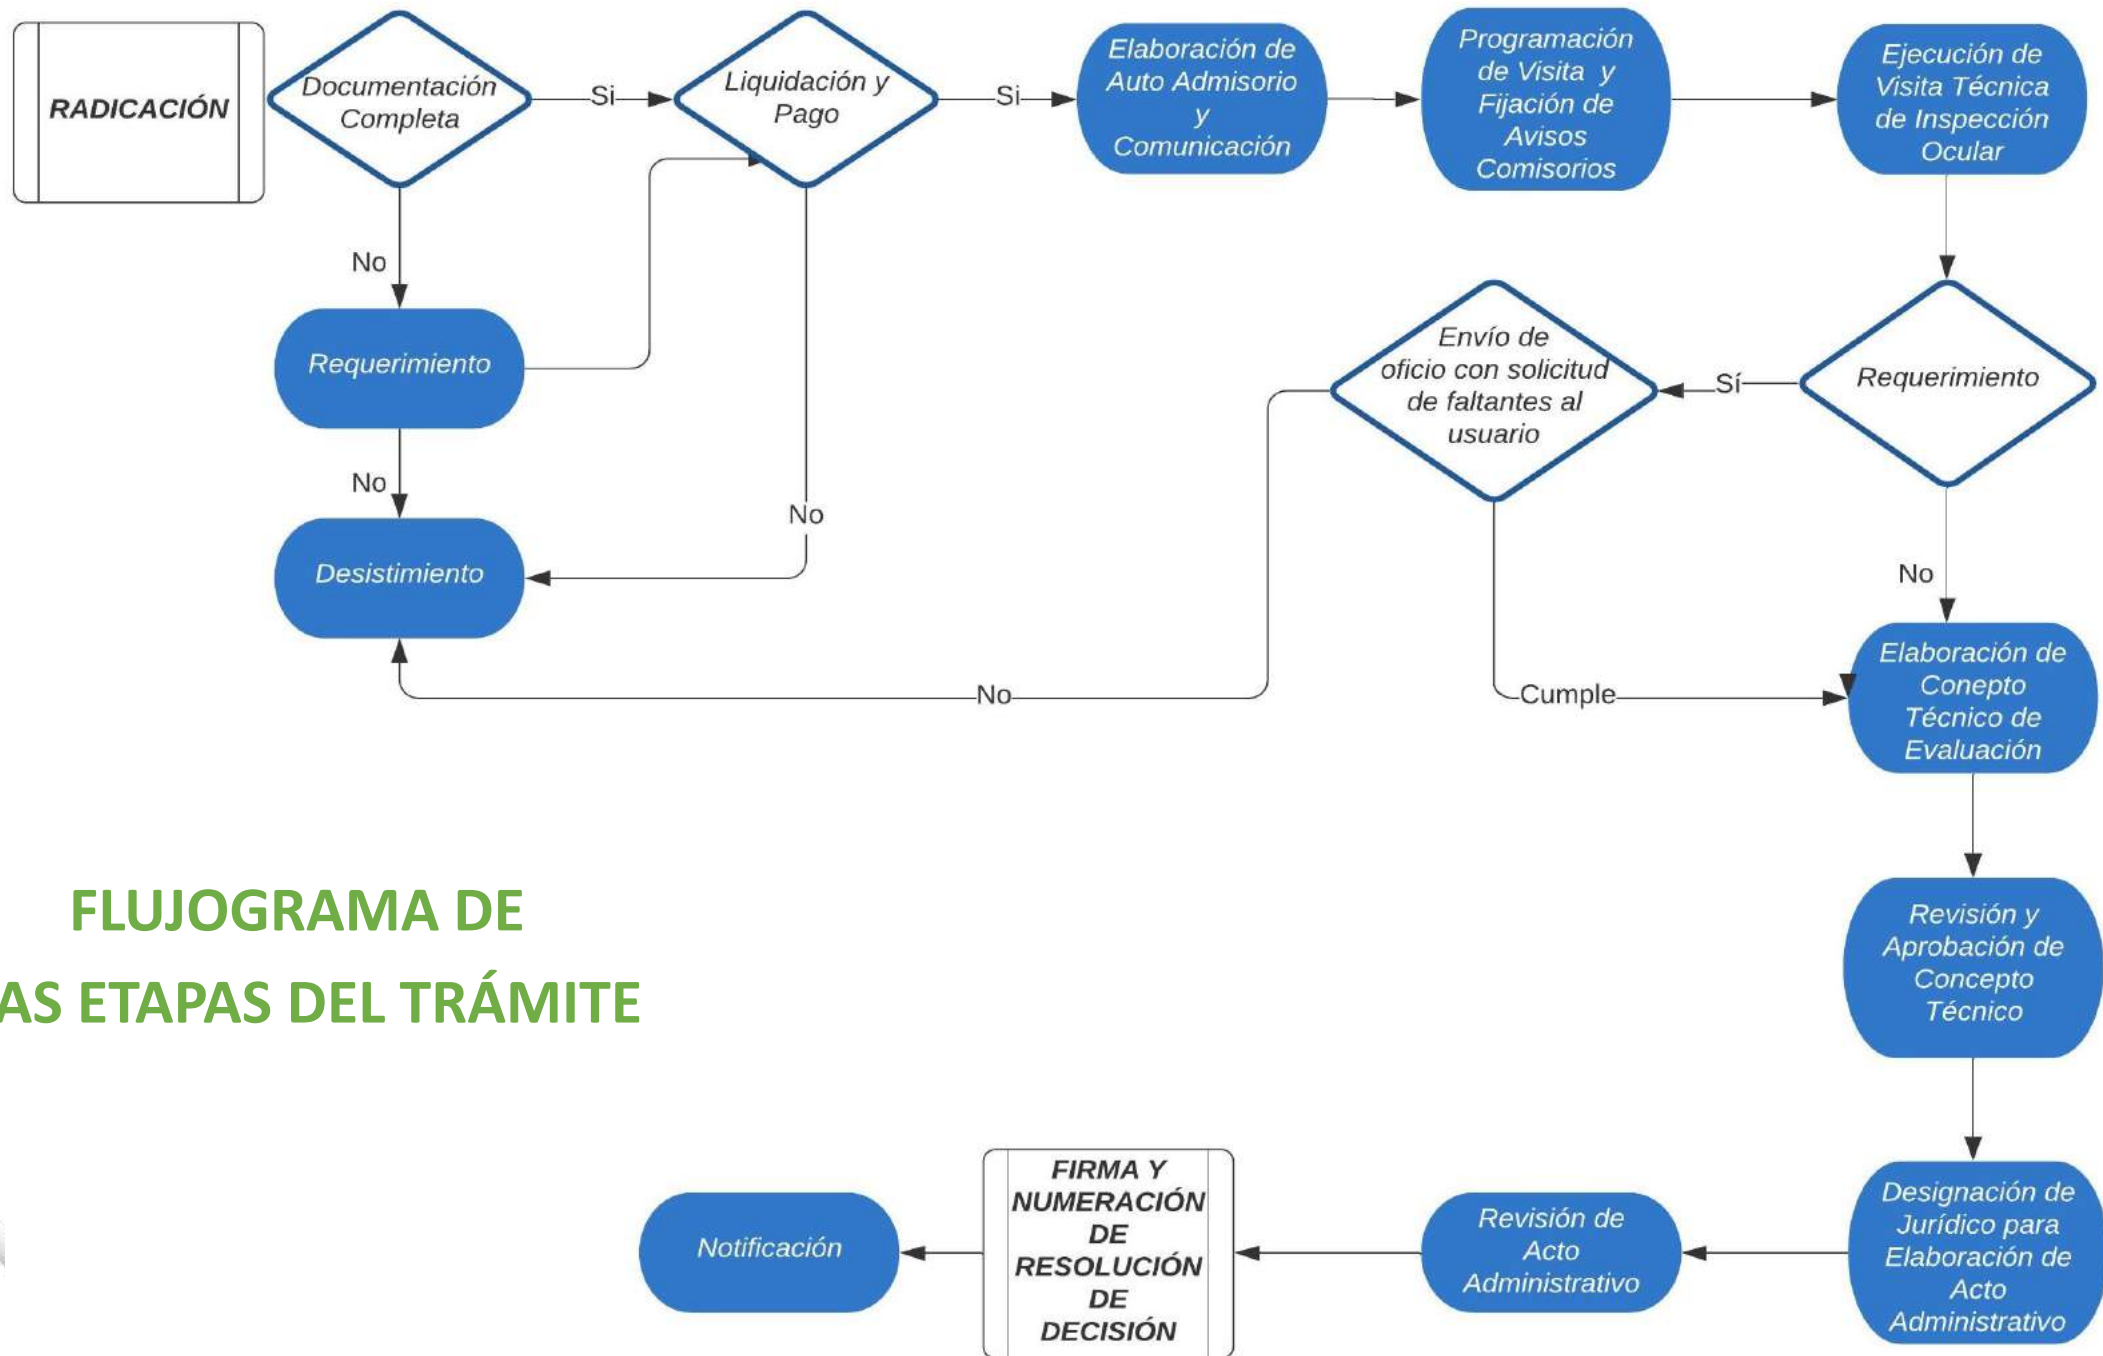 RADICACIÓN
Documentación
Completa
Si
Liquidación y
Pago
Si
Elaboración de
Auto Admisorio
y
Comunicación
Programación
de Visita y
Fijación de
Avisos
Comisorios
Ejecución de
Visita Técnica
de Inspección
Ocular
No
Requerimiento
No
Desistimiento
No
Envío de
oficio con solicitud
de faltantes al
usuario
Sí
Requerimiento
No
No
Cumple
Elaboración de
Conepto
Técnico de
Evaluación
FLUJOGRAMA DE
AS ETAPAS DEL TRÁMITE
Revisión y
Aprobación de
Concepto
Técnico
Designación de
Jurídico para
Elaboración de
Acto
Administrativo
Revisión de
Acto
Administrativo
FIRMA Y
NUMERACIÓN
DE
RESOLUCIÓN
DE
DECISIÓN
Notificación